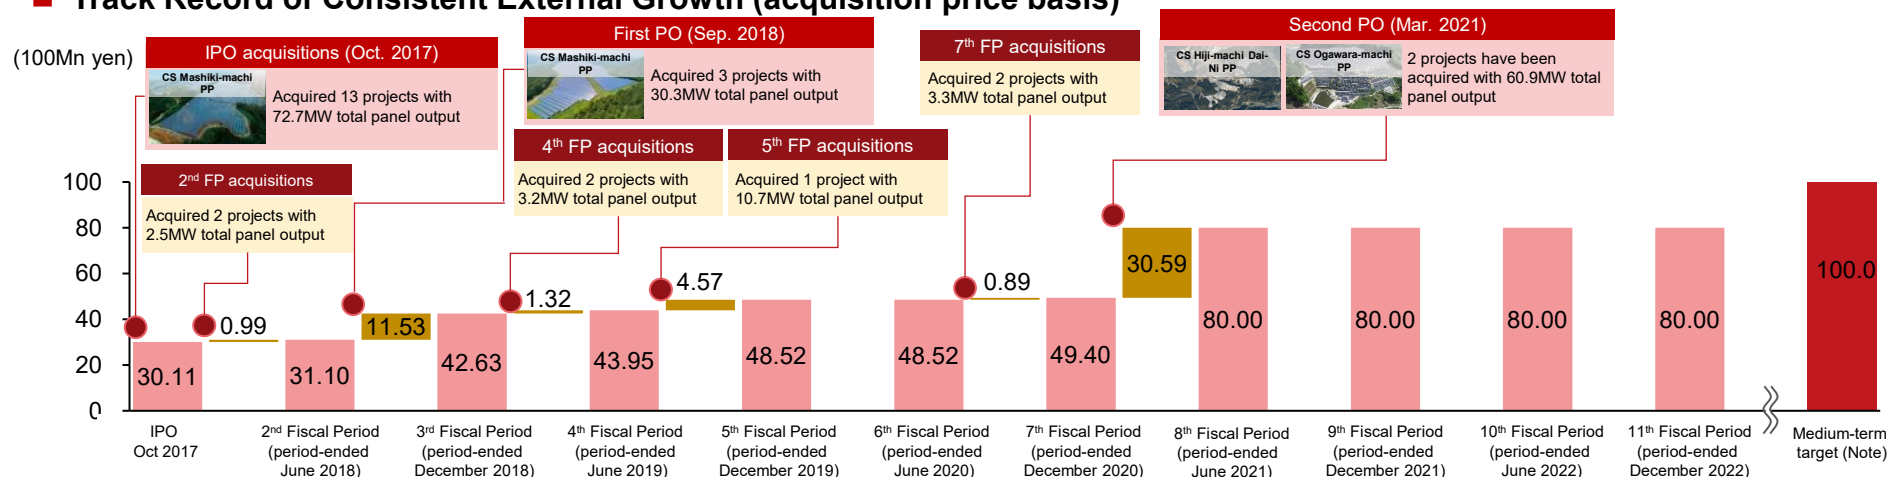 Track Record of Consistent External Growth (acquisition price basis)
(100Mn yen)
IPO acquisitions (Oct. 2017)
CS Mashiki-machi
PP
Acquired 13 projects with
72.7MW total panel output
First PO (Sep. 2018)
CS Mashiki-machi
PP
Acquired 3 projects with
30.3MW total panel output
7th FP acquisitions
Acquired 2 projects with
3.3MW total panel output
Second PO (Mar. 2021)
CS Hiji-machi Dai-
Ni PP
CS Ogawara-machi
PP
2 projects have been
acquired with 60.9MW total
panel output
2nd FP acquisitions
Acquired 2 projects with
2.5MW total panel output
4th FP acquisitions
Acquired 2 projects with
3.2MW total panel output
5th FP acquisitions
Acquired 1 project with
10.7MW total panel output
100
80
60
40
20
0
30.11
0.99
31.10
11.53
42.63
1.32
43.95
4.57
48.52
48.52
0.89
49.40
30.59
80.00
80.00
80.00
80.00
100.0
IPO
Oct 2017
2nd Fiscal Period
(period-ended
June 2018)
3rd Fiscal Period
(period-ended
December 2018)
4th Fiscal Period
(period-ended
June 2019)
5th Fiscal Period
(period-ended
December 2019)
6th Fiscal Period
(period-ended
June 2020)
7th Fiscal Period
(period-ended
December 2020)
8th Fiscal Period
(period-ended
June 2021)
9th Fiscal Period
(period-ended
December 2021)
10th Fiscal Period
(period-ended
June 2022)
11th Fiscal Period
(period-ended
December 2022)
Medium-term
target (Note)